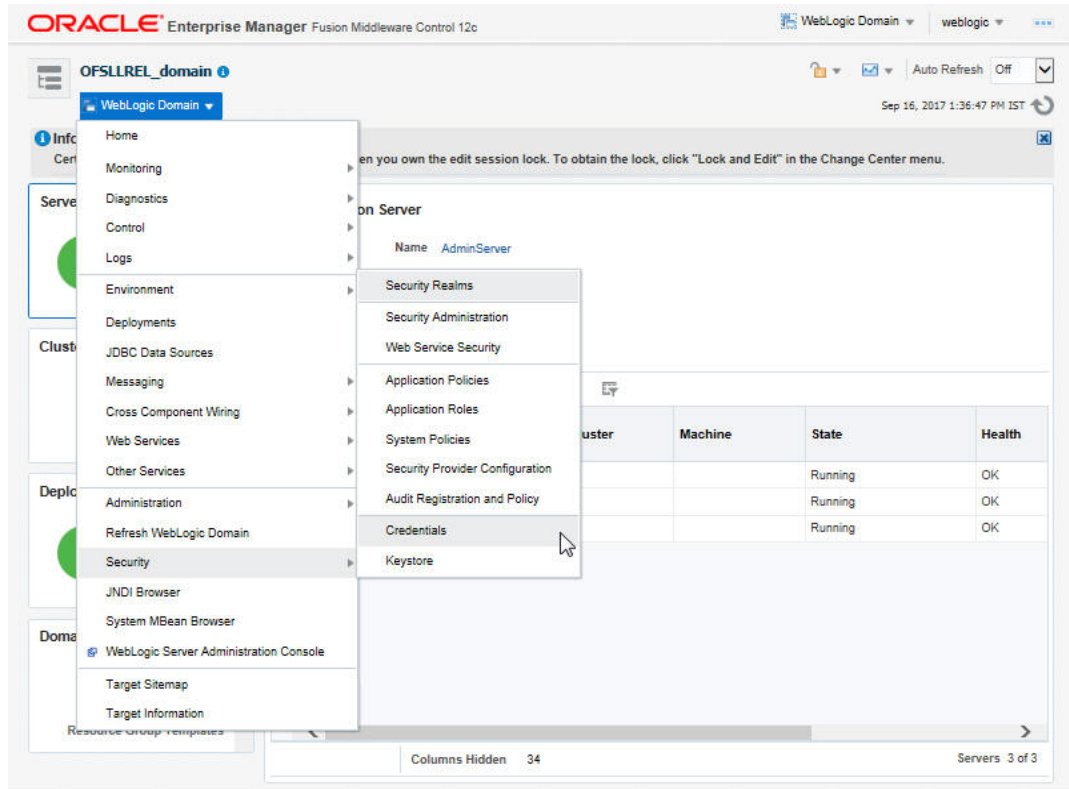 ORACLE Enterprise Manager Fusion Middleware Control 12c
WebLogic Domain weblogic
OFSLLREL_domain
Auto Refresh Off
WebLogic Domain
Sep 16, 2017 1:36:47 PM IST
Home
Monitoring
Diagnostics
Control
Logs
Environment
Deployments
JDBC Data Sources
Messaging
Cross Component Wiring
Web Services
Other Services
Administration
Refresh WebLogic Domain
Security
JNDI Browser
System MBean Browser
WebLogic Server Administration Console
Target Sitemap
Target Information
Security Realms
Security Administration
Web Service Security
Application Policies
Application Roles
System Policies
Security Provider Configuration
Audit Registration and Policy
Credentials
Keystore
you own the edit session lock. To obtain the lock, click "Lock and Edit" in the Change Center menu.
Server
Name AdminServer
Machine State Health
Running OK
Running OK
Running OK
Resource Group Templates
Columns Hidden 34
Servers 3 of 3